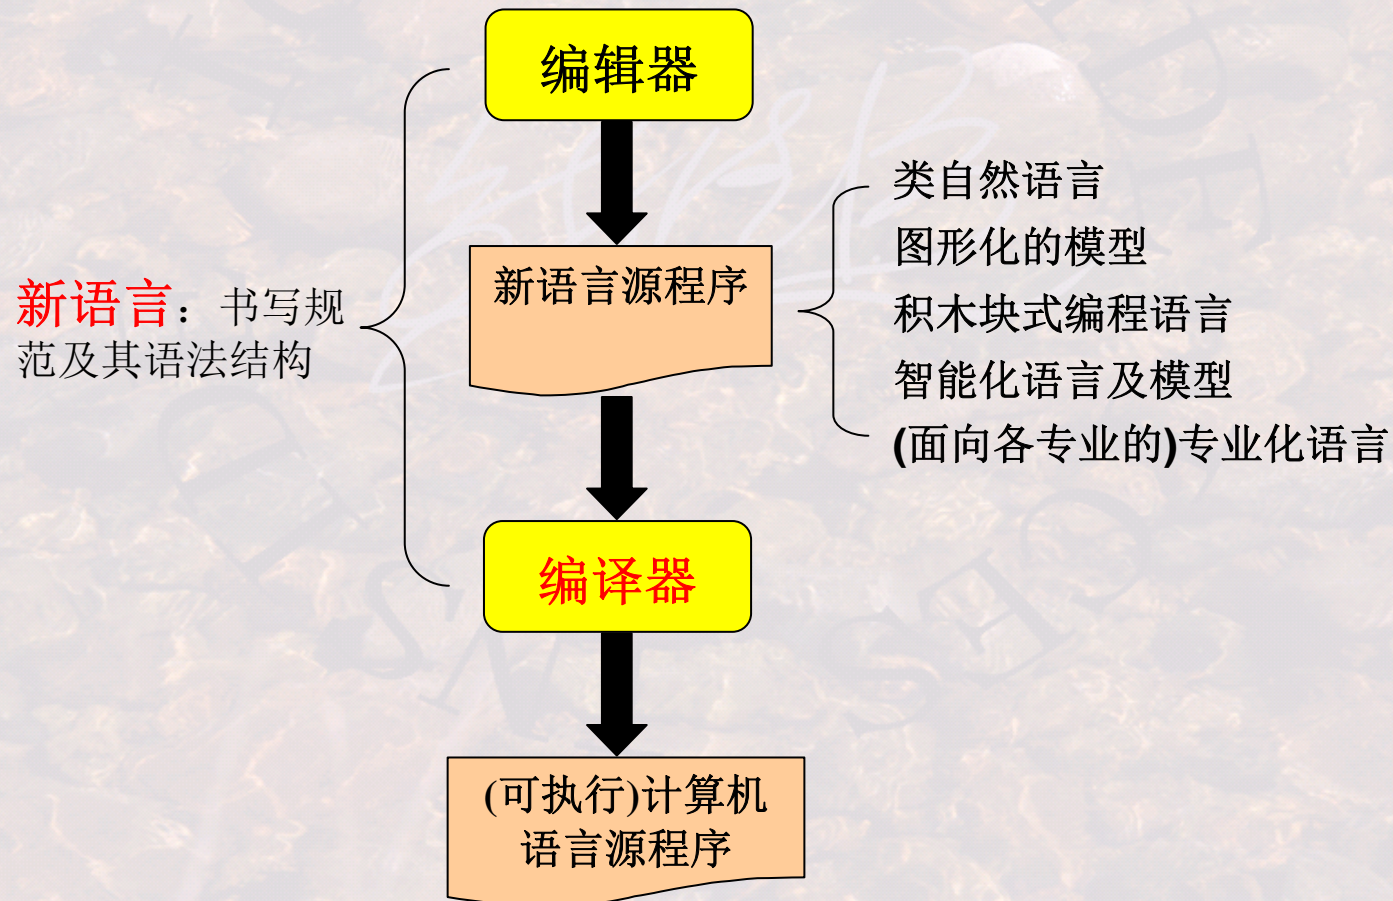 编辑器
新语言源程序
类自然语言
图形化的模型
积木块式编程语言
智能化语言及模型
(面向各专业的)专业化语言
新语言：书写规
范及其语法结构
编译器
(可执行)计算机
语言源程序